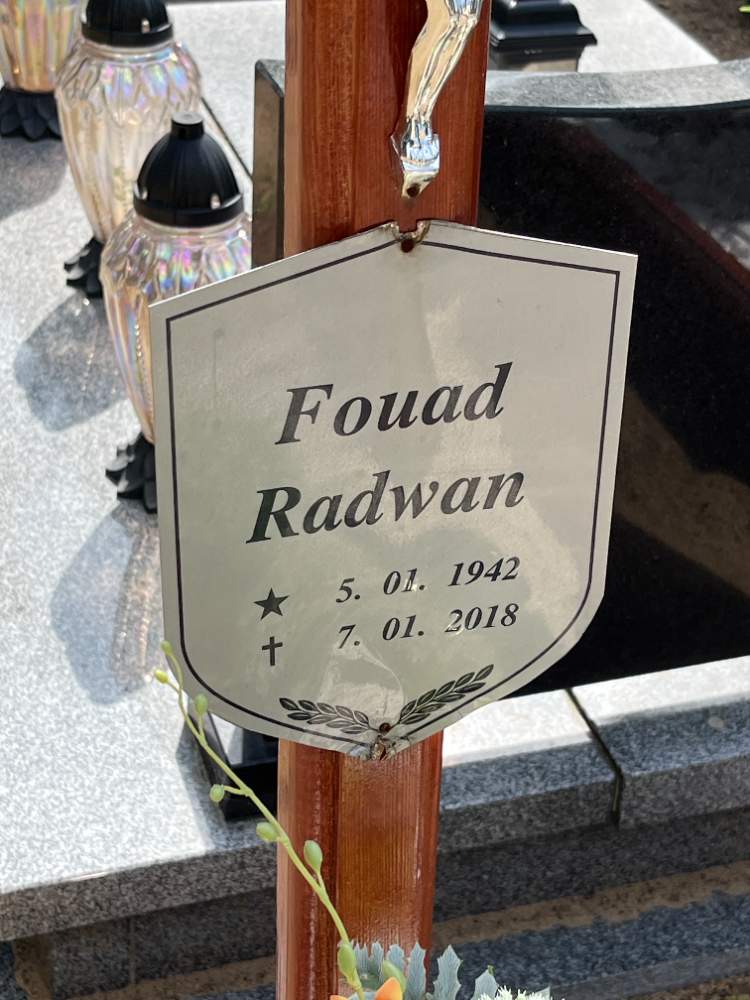 Fouad
Radwan
★ 5. 01. 1942
✝ 7. 01. 2018